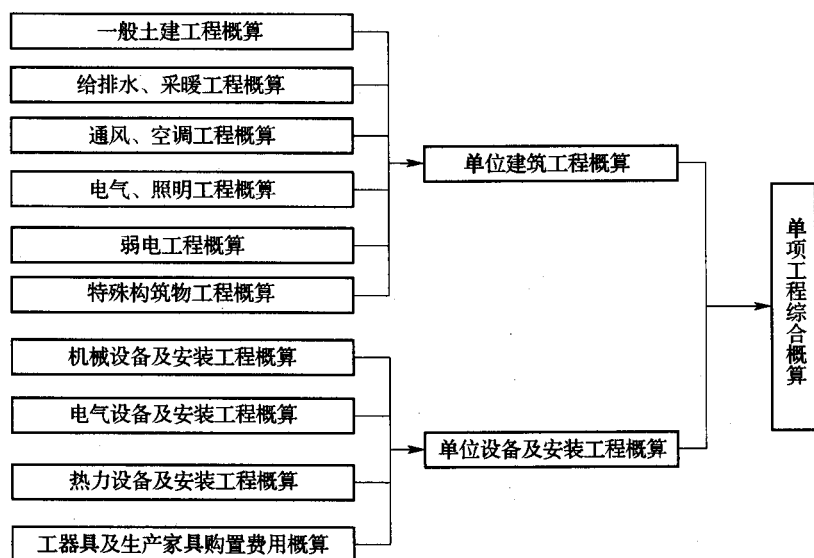 一般土建工程概算
给排水、采暖工程概算
通风、空调工程概算
电气、照明工程概算
弱电工程概算
特殊构筑物工程概算
机械设备及安装工程概算
电气设备及安装工程概算
热力设备及安装工程概算
工器具及生产家具购置费用概算
单位建筑工程概算
单位设备及安装工程概算
单项工程综合概算